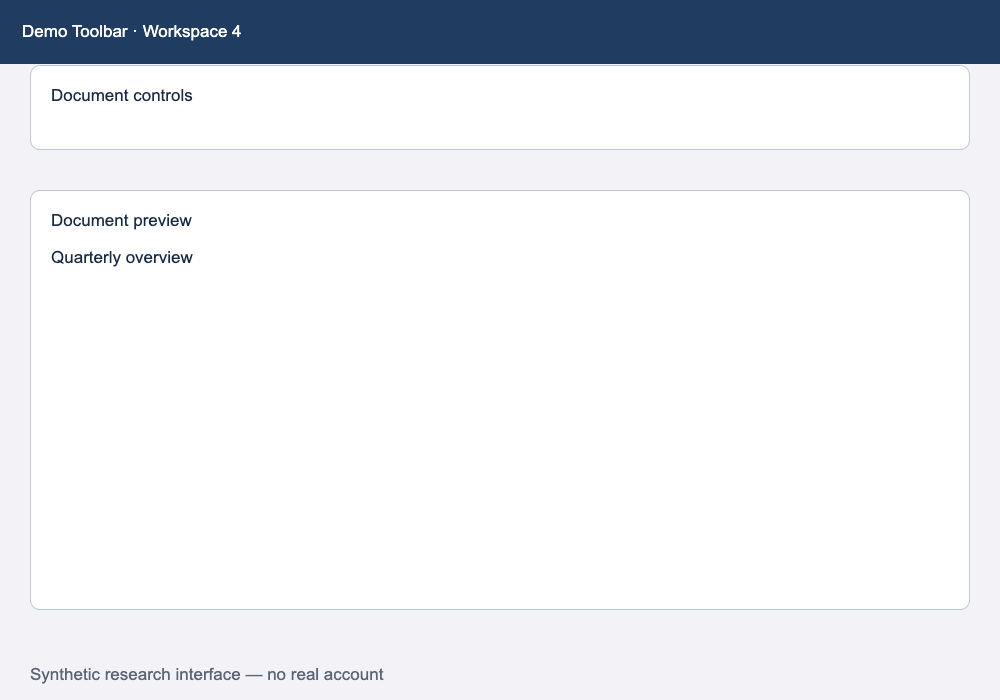 Demo Toolbar · Workspace 4
Document controls
Document preview
Quarterly overview
Synthetic research interface — no real account